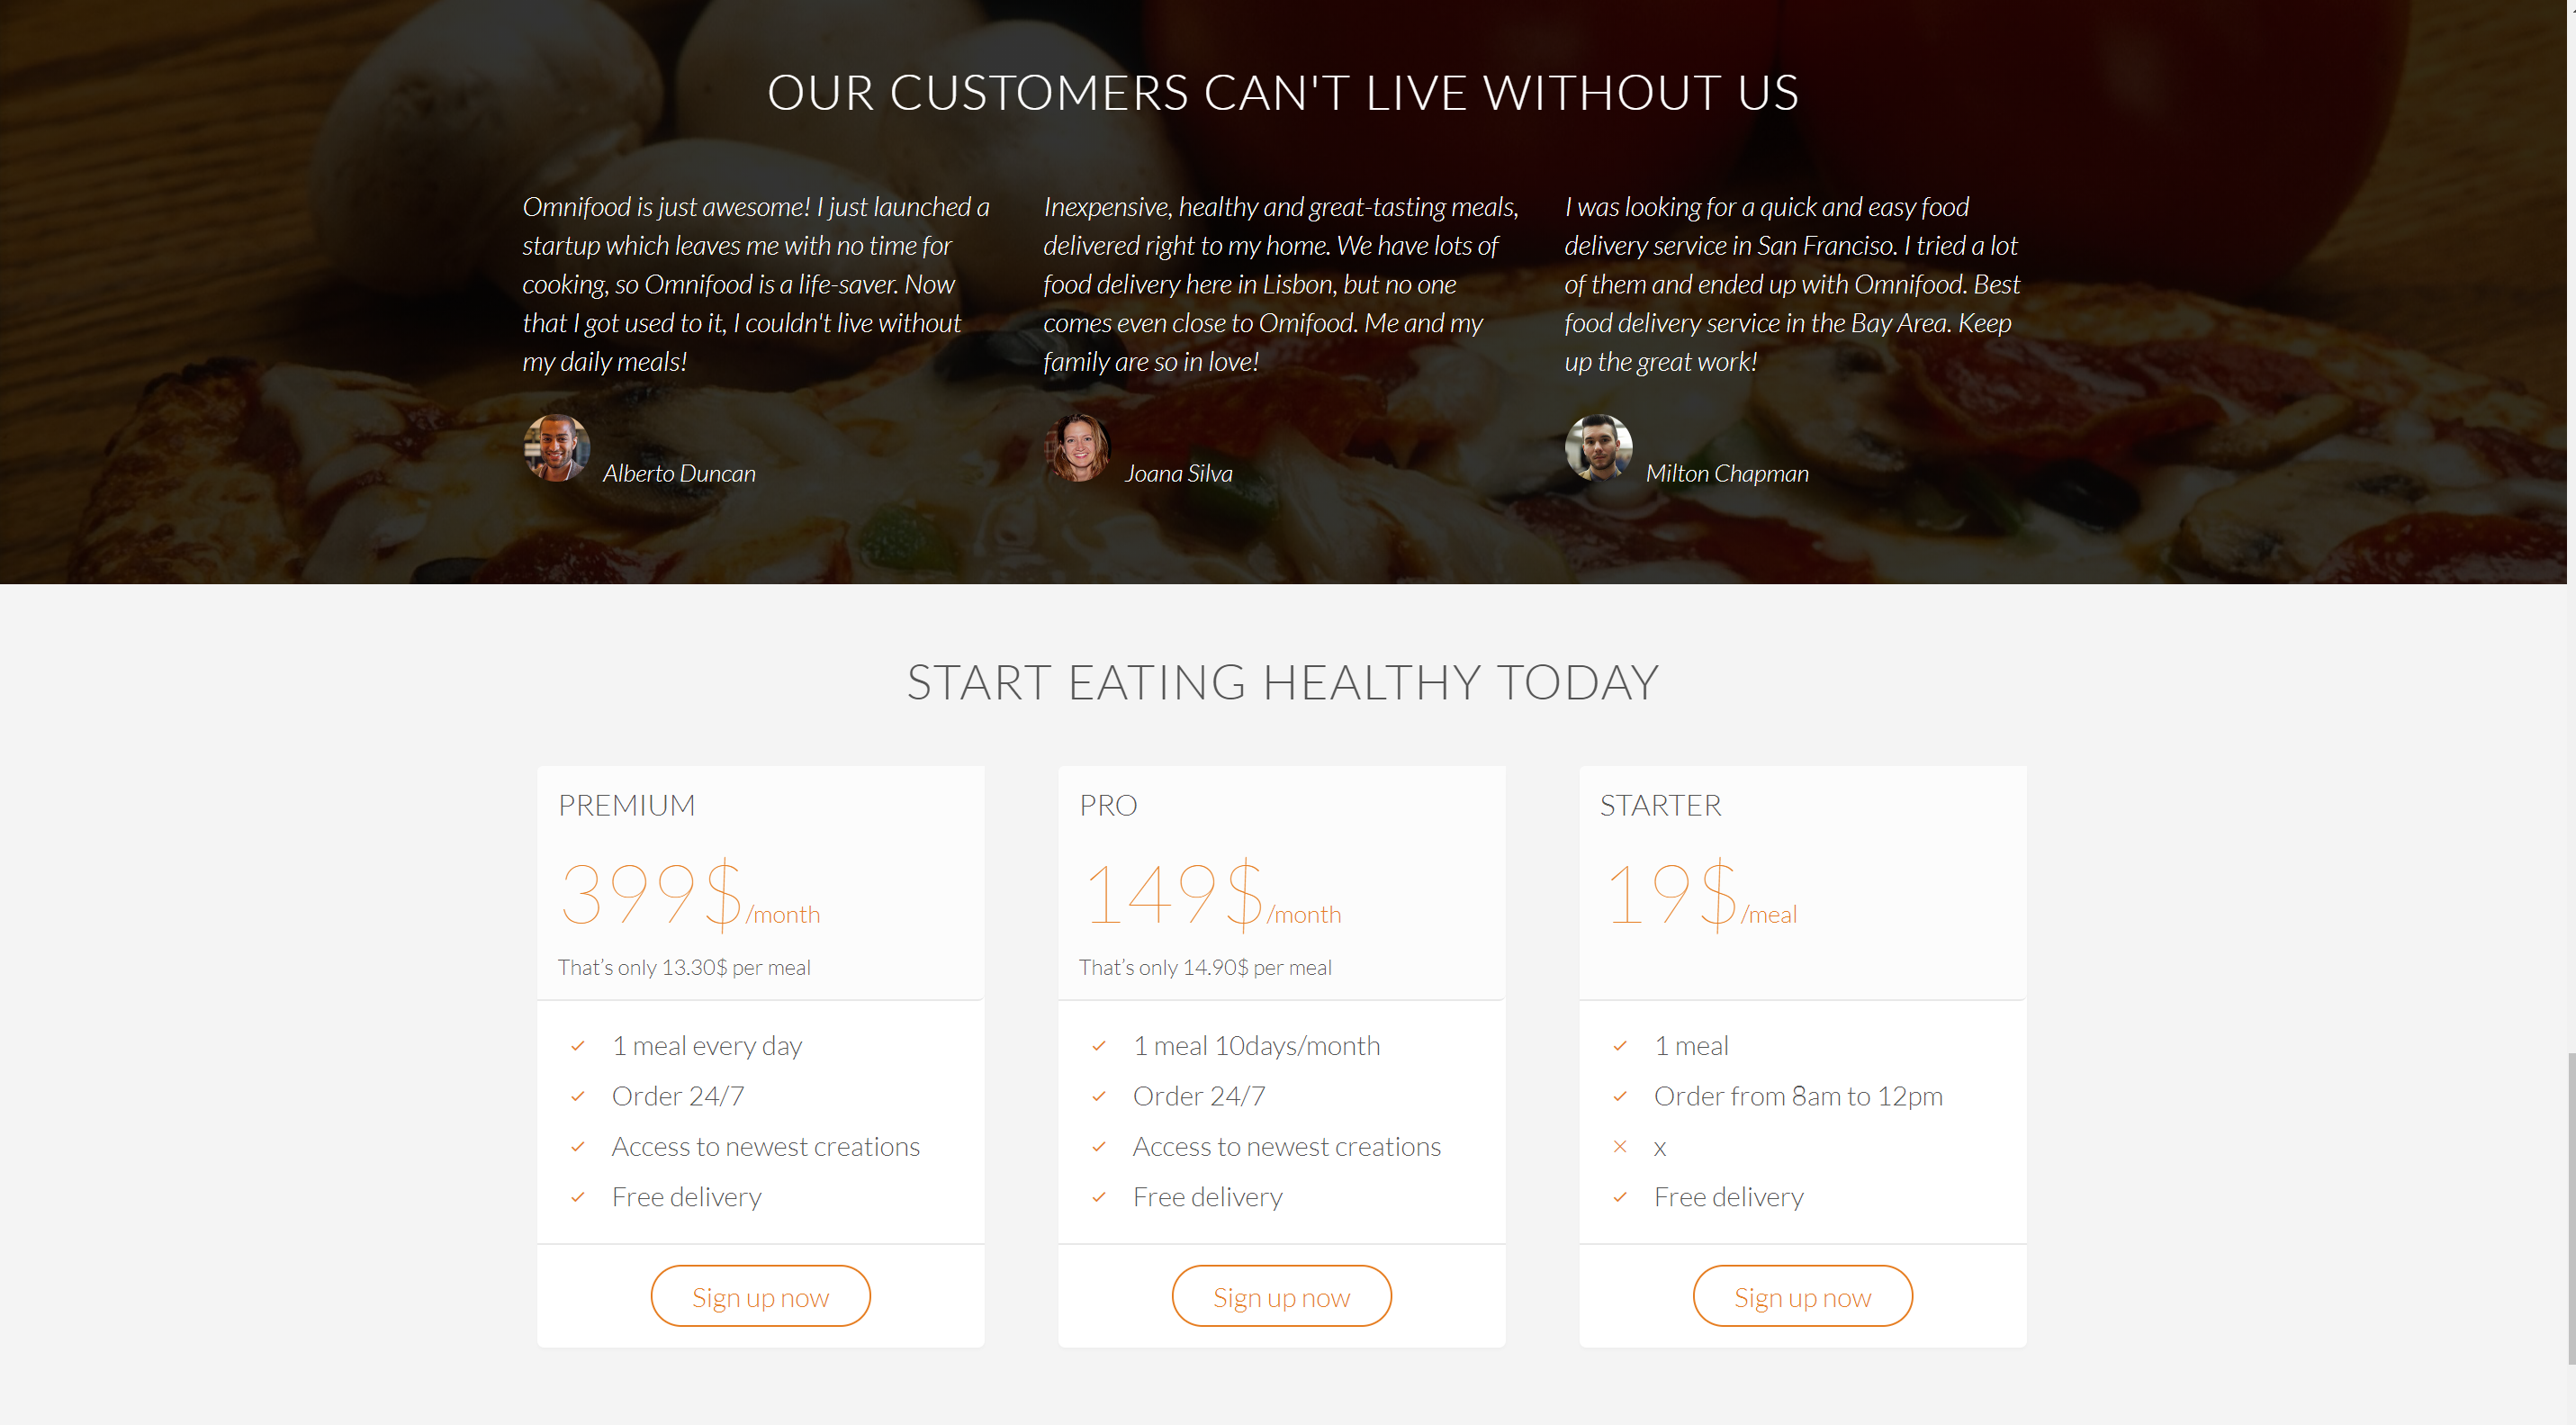 OUR CUSTOMERS CAN'T LIVE WITHOUT US
Omnifood is just awesome! I just launched a
startup which leaves me with no time for
cooking, so Omnifood is a life-saver. Now
that I got used to it, I couldn't live without
my daily meals!
Alberto Duncan
Inexpensive, healthy and great-tasting meals,
delivered right to my home. We have lots of
food delivery here in Lisbon, but no one
comes even close to Omifood. Me and my
family are so in love!
Joana Silva
I was looking for a quick and easy food
delivery service in San Franciso. I tried a lot
of them and ended up with Omnifood. Best
food delivery service in the Bay Area. Keep
up the great work!
Milton Chapman
START EATING HEALTHY TODAY
PREMIUM
399$/month
That’s only 13.30$ per meal
1 meal every day
Order 24/7
Access to newest creations
Free delivery
Sign up now
PRO
149$/month
That’s only 14.90$ per meal
1 meal 10days/month
Order 24/7
Access to newest creations
Free delivery
Sign up now
STARTER
19$/meal
1 meal
Order from 8am to 12pm
x
Free delivery
Sign up now